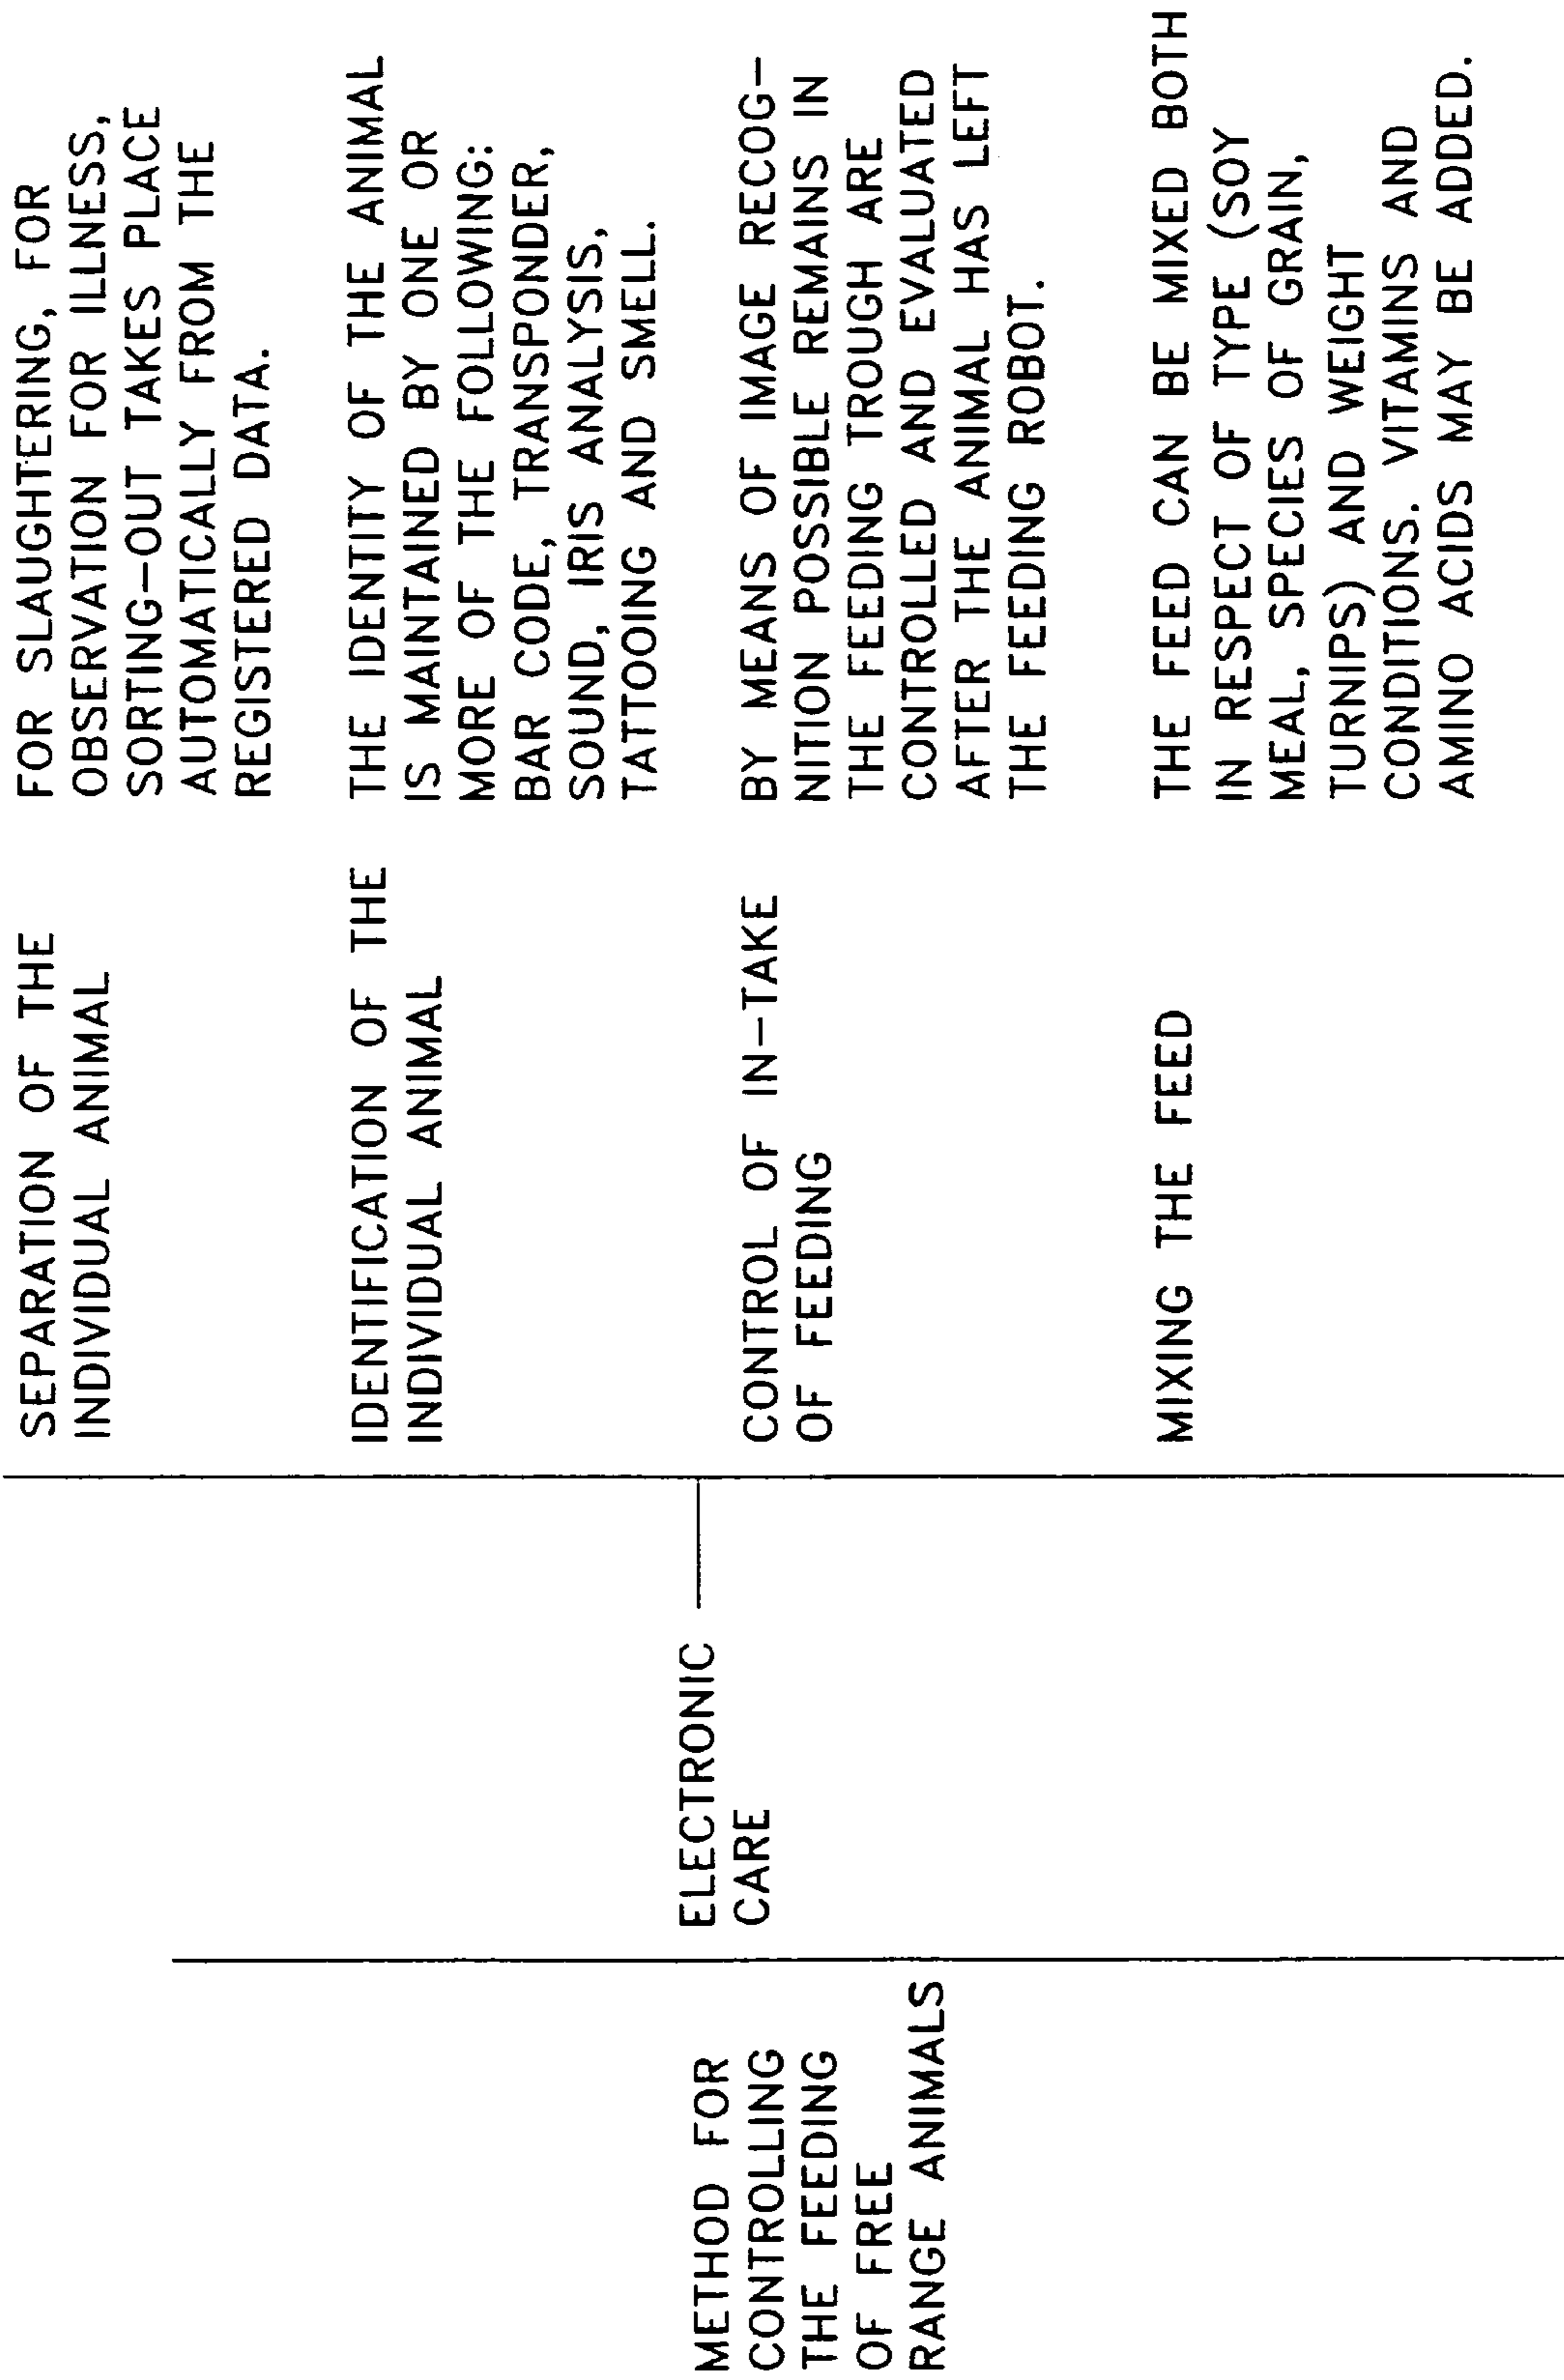 METHOD FOR
CONTROLLING
THE FEEDING
OF FREE
RANGE ANIMALS
ELECTRONIC
CARE
SEPARATION OF THE
INDIVIDUAL ANIMAL
FOR SLAUGHTERING, FOR
OBSERVATION FOR ILLNESS,
SORTING-OUT TAKES PLACE
AUTOMATICALLY FROM THE
REGISTERED DATA.
IDENTIFICATION OF THE
INDIVIDUAL ANIMAL
THE IDENTITY OF THE ANIMAL
IS MAINTAINED BY ONE OR
MORE OF THE FOLLOWING:
BAR CODE, TRANSPONDER,
SOUND, IRIS ANALYSIS,
TATTOOING AND SMELL.
CONTROL OF IN-TAKE
OF FEEDING
BY MEANS OF IMAGE RECOG-
NITION POSSIBLE REMAINS IN
THE FEEDING TROUGH ARE
CONTROLLED AND EVALUATED
AFTER THE ANIMAL HAS LEFT
THE FEEDING ROBOT.
MIXING THE FEED
THE FEED CAN BE MIXED BOTH
IN RESPECT OF TYPE (SOY
MEAL, SPECIES OF GRAIN,
TURNIPS) AND WEIGHT
CONDITIONS. VITAMINS AND
AMINO ACIDS MAY BE ADDED.